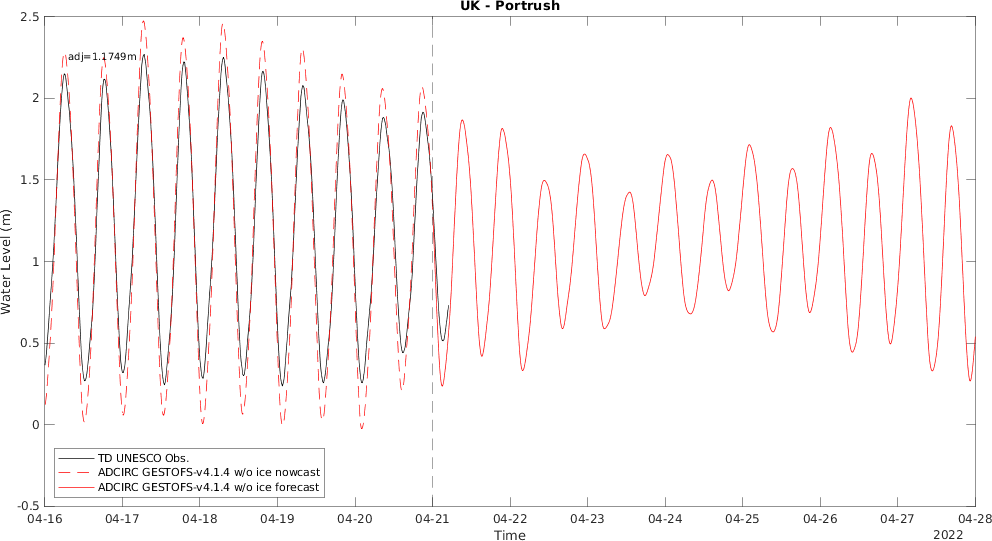 UK - Portrush
adj=1.1749m
Water Level (m)
2.5
2
1.5
1
0.5
0
-0.5
TD UNESCO Obs.
ADCIRC GESTOFS-v4.1.4 w/o ice nowcast
ADCIRC GESTOFS-v4.1.4 w/o ice forecast
04-16 04-17 04-18 04-19 04-20 04-21 04-22 04-23 04-24 04-25 04-26 04-27 04-28
Time
2022